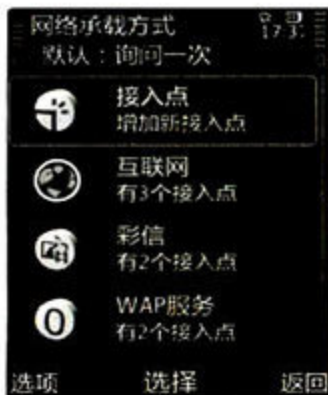 网络承载方式
默认：询问一次
接入点
增加新接入点
互联网
有3个接入点
彩信
有2个接入点
WAP服务
有2个接入点
选项 选择 返回